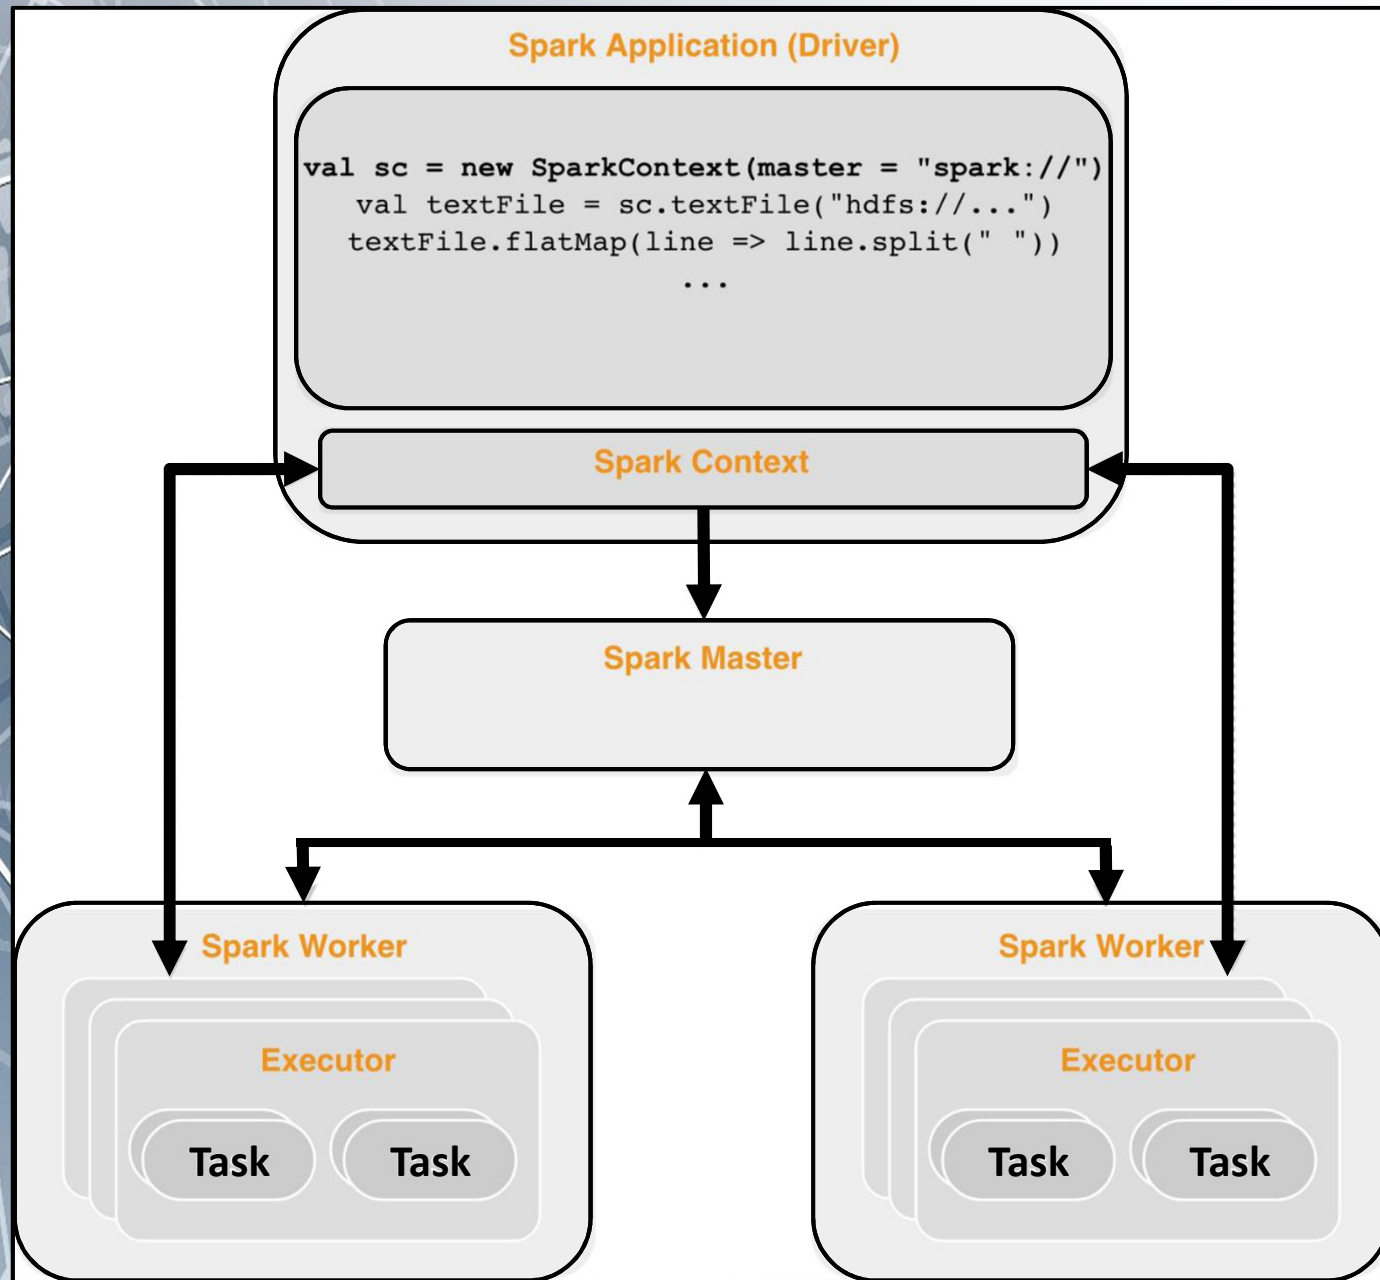 Spark Application (Driver)
val sc = new SparkContext(master = "spark://")
val textFile = sc.textFile("hdfs://...")
textFile.flatMap(line => line.split(" "))
...
Spark Context
Spark Master
Spark Worker
Executor
Task Task
Spark Worker
Executor
Task Task